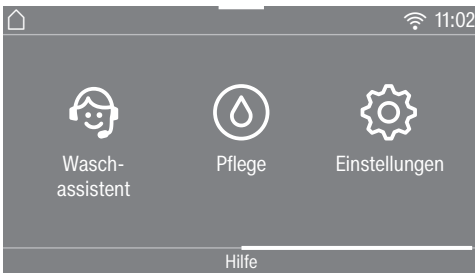 11:02
Wasch-
assistent
Pflege
Einstellungen
Hilfe